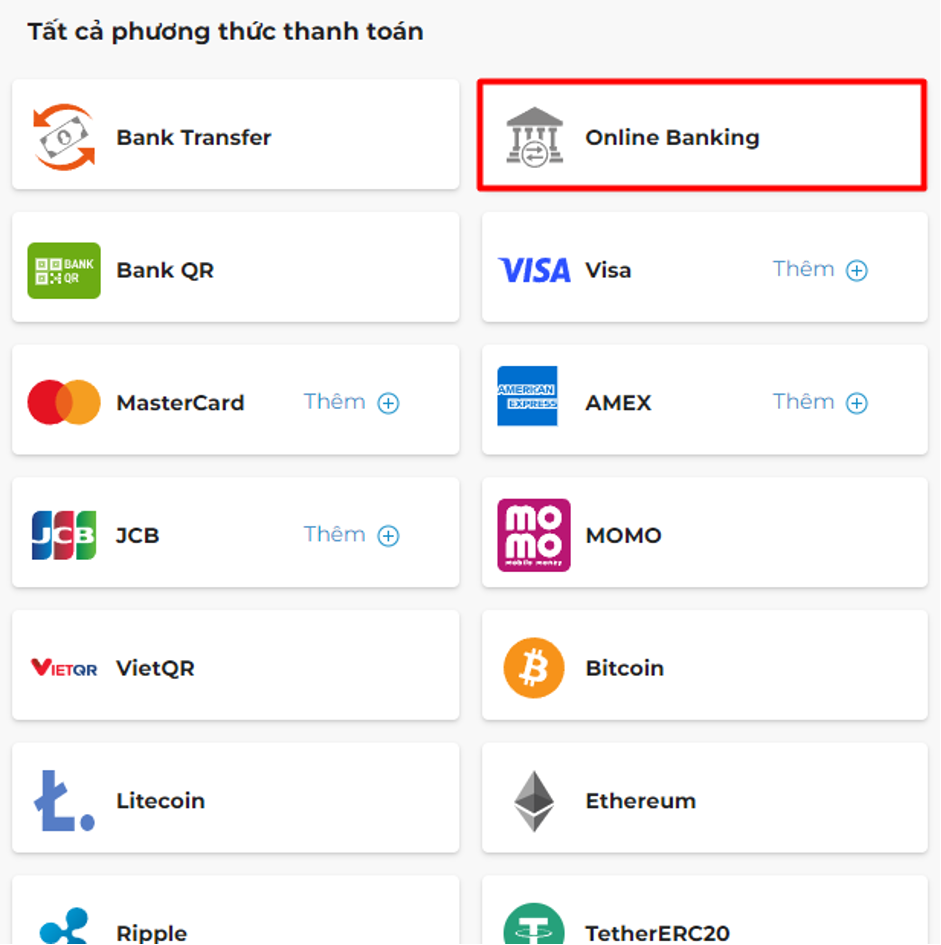 Tất cả phương thức thanh toán
Bank Transfer
Online Banking
BANK
QR
Bank QR
VISA
Visa
Thêm
MasterCard
Thêm
AMERICAN
EXPRESS
AMEX
Thêm
JCB
JCB
Thêm
mo
mo
mobile money
MOMO
VIETQR
VietQR
Bitcoin
Litecoin
Ethereum
Ripple
TetherERC20